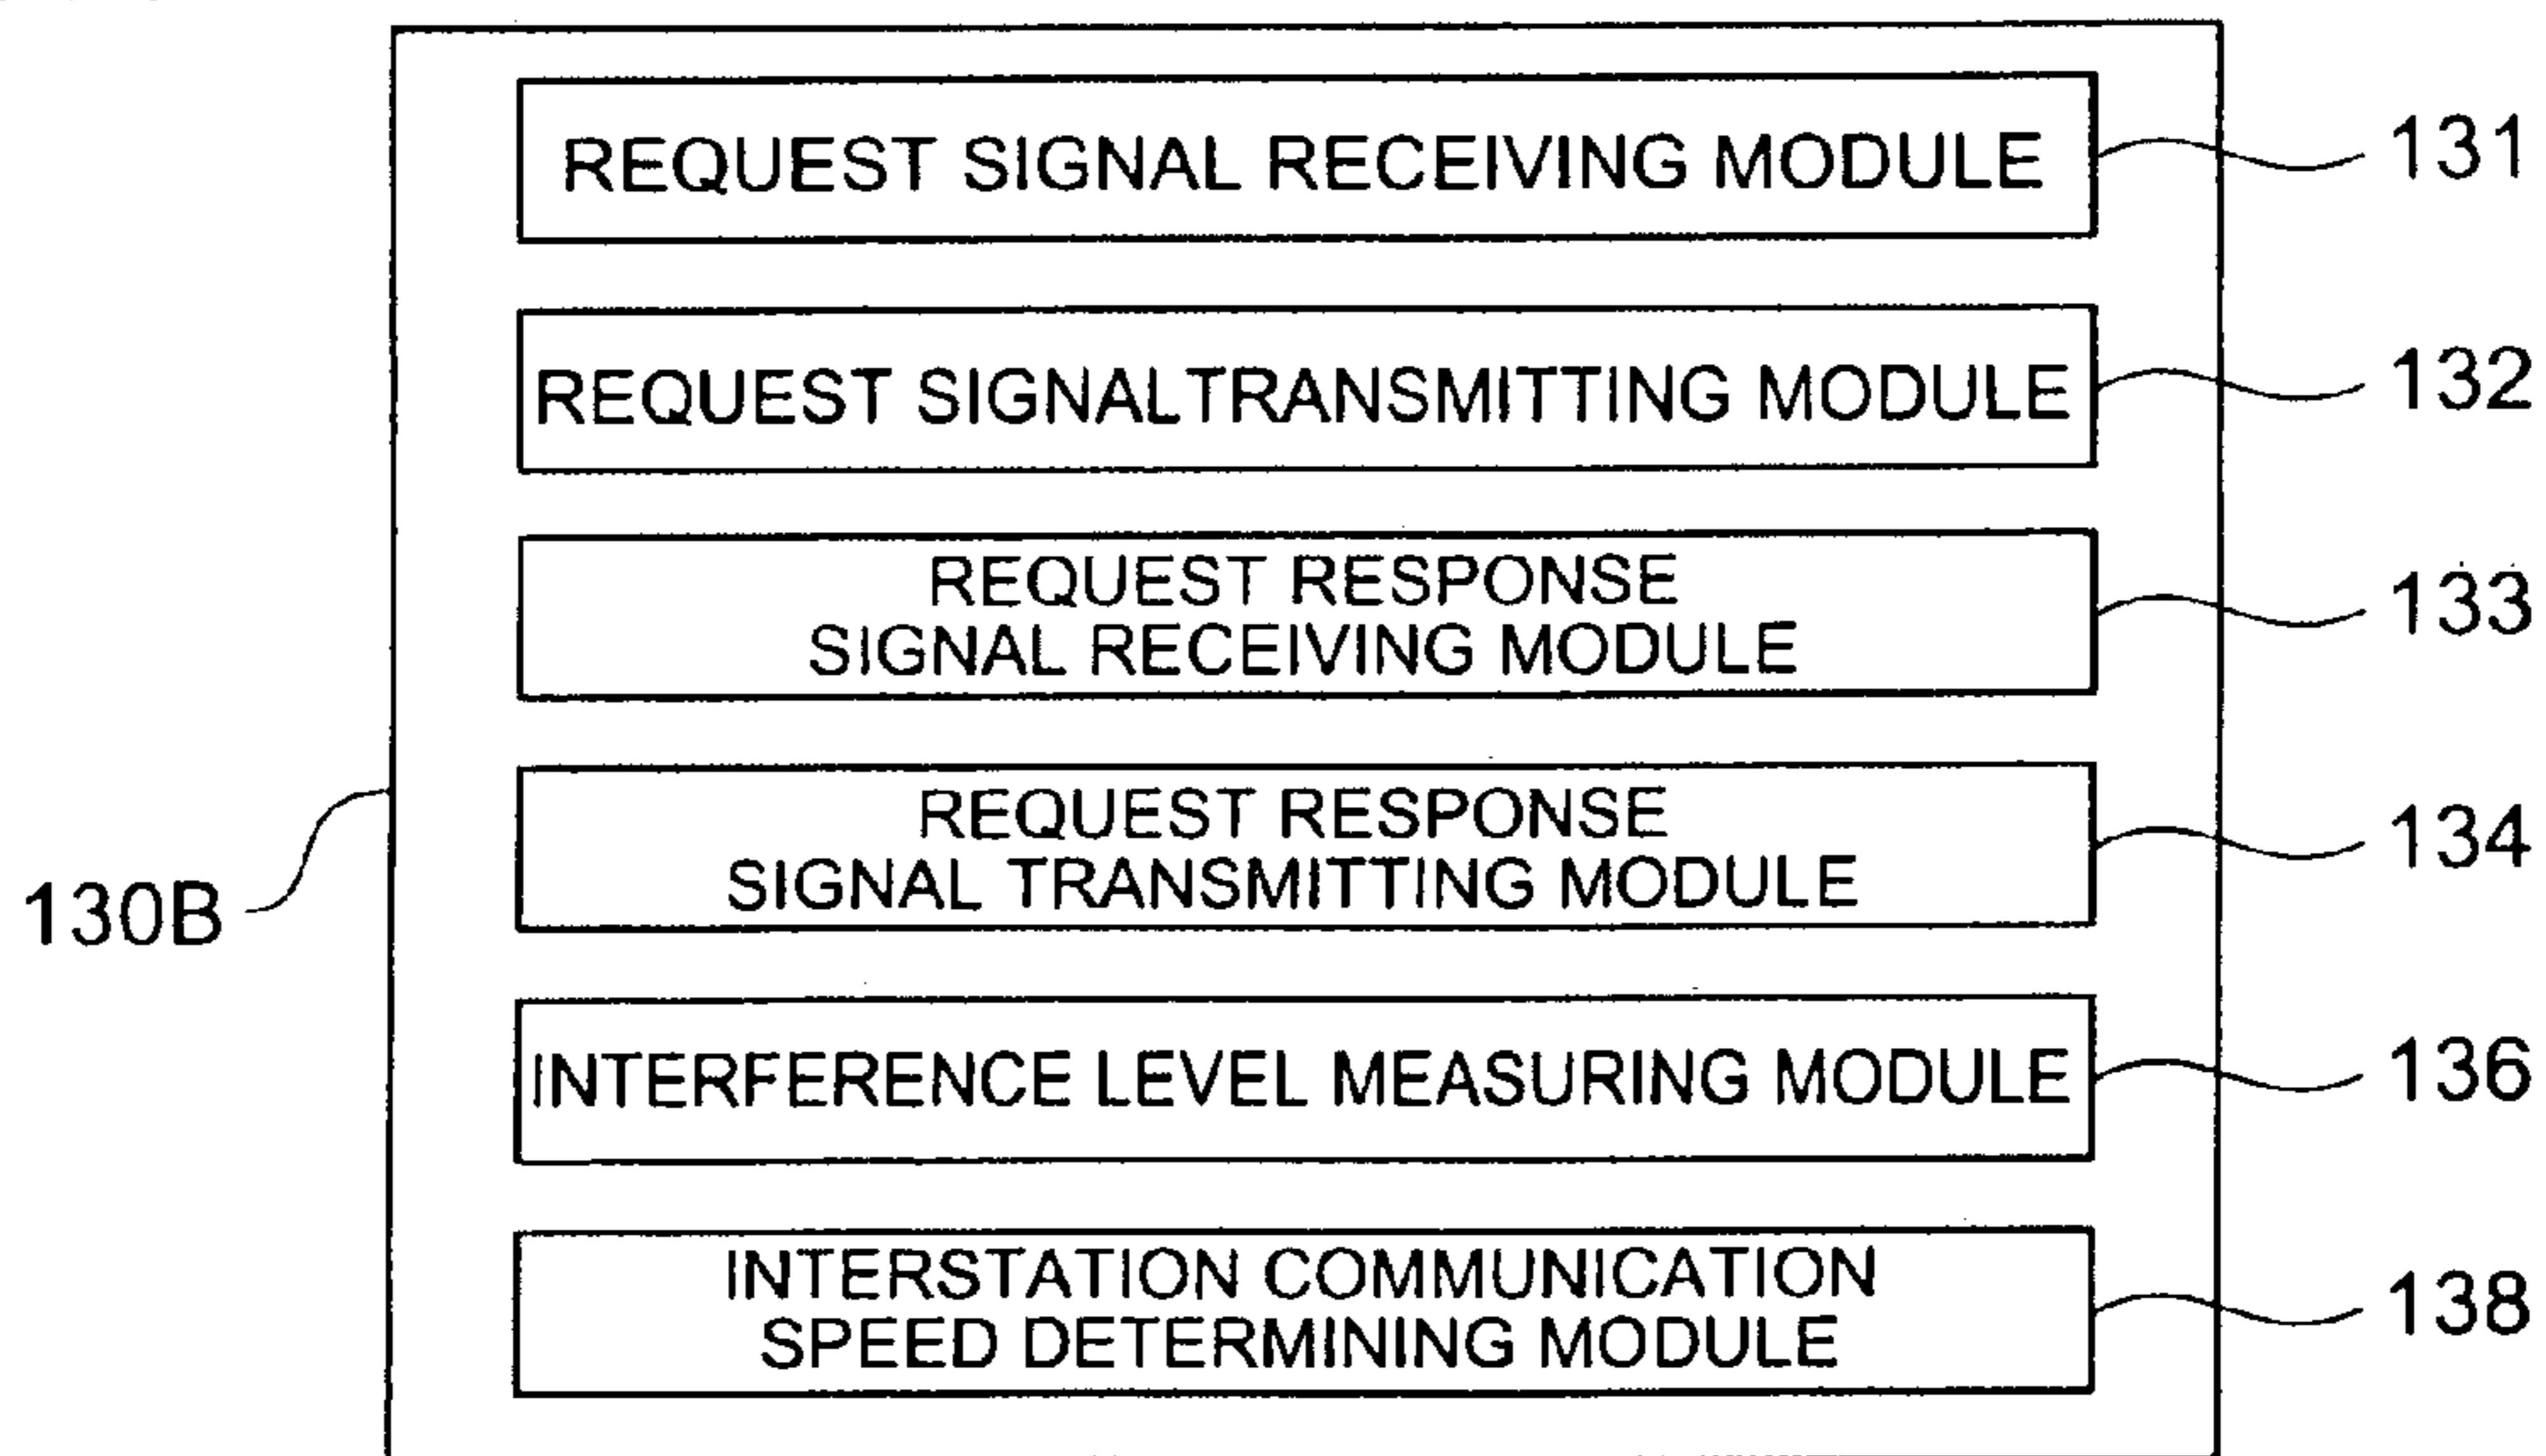 REQUEST SIGNAL RECEIVING MODULE
131
REQUEST SIGNALTRANSMITTING MODULE
132
REQUEST RESPONSE
SIGNAL RECEIVING MODULE
133
REQUEST RESPONSE
SIGNAL TRANSMITTING MODULE
134
130B
INTERFERENCE LEVEL MEASURING MODULE
136
INTERSTATION COMMUNICATION
SPEED DETERMINING MODULE
138